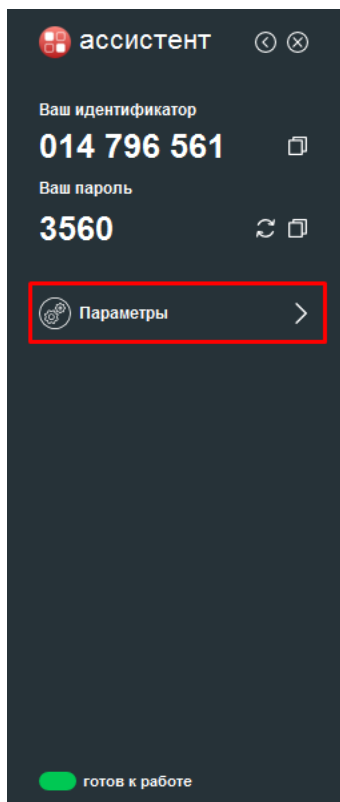 ассистент
Ваш идентификатор
014 796 561
Ваш пароль
3560
Параметры
готов к работе